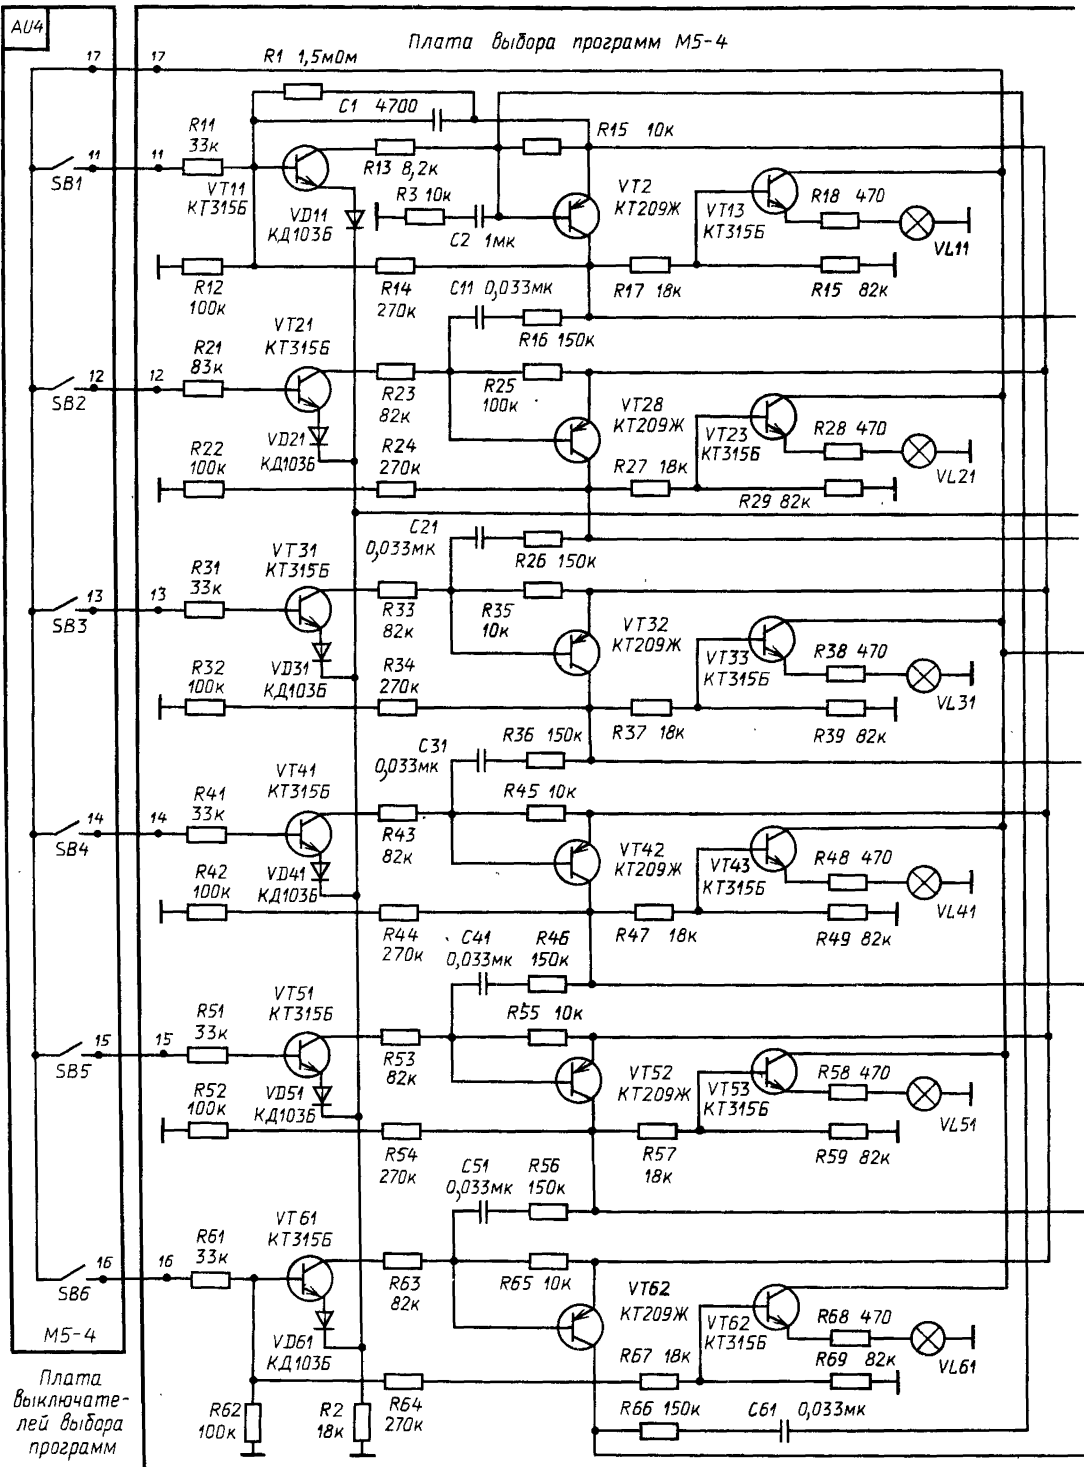 AU4
Плата выбора программ М5-4
17
17
R1 1,5мОм
C1 4700
R11
33к
R15 10к
11
11
SB1
VT11
КТ315Б
R13 8,2к
R3 10к
VT2
КТ209Ж
VT13
КТ315Б
R18 470
VD11
КД103Б
C2 1мк
VL11
R12
100к
R14
270к
C11 0,033мк
R17 18к
R15 82к
VT21
КТ315Б
R16 150к
R21
83к
12
12
SB2
R23
82к
R25
100к
VT28
КТ209Ж
VT23
КТ315Б
R28 470
R22
100к
VD21
КД103Б
R24
270к
R27 18к
VL21
R29 82к
C21
0,033мк
VT31
КТ315Б
R26 150к
R31
33к
13
13
SB3
R33
82к
R35
10к
VT32
КТ209Ж
VT33
КТ315Б
R38 470
R32
100к
VD31
КД103Б
R34
270к
VL31
R37 18к
R39 82к
C31
0,033мк
R36 150к
VT41
КТ315Б
R41
33к
R45 10к
14
14
SB4
R43
82к
VT42
КТ209Ж
VT43
КТ315Б
R48 470
R42
100к
VD41
КД103Б
VL41
R44
270к
R47 18к
R49 82к
C41
0,033мк
R46
150к
VT51
КТ315Б
R51
33к
R55 10к
15
15
SB5
R53
82к
VT52
КТ209Ж
VT53
КТ315Б
R58 470
R52
100к
VD51
КД103Б
VL51
R54
270к
R57
18к
R59 82к
C51
0,033мк
R56
150к
VT61
КТ315Б
R61
33к
16
16
SB6
R63
82к
R65 10к
VT62
КТ209Ж
VT62
КТ315Б
R68 470
М5-4
VD61
КД103Б
R67 18к
R69 82к
VL61
Плата
выключате-
лей выбора
программ
R62
100к
R2
18к
R64
270к
R66 150к
C61 0,033мк